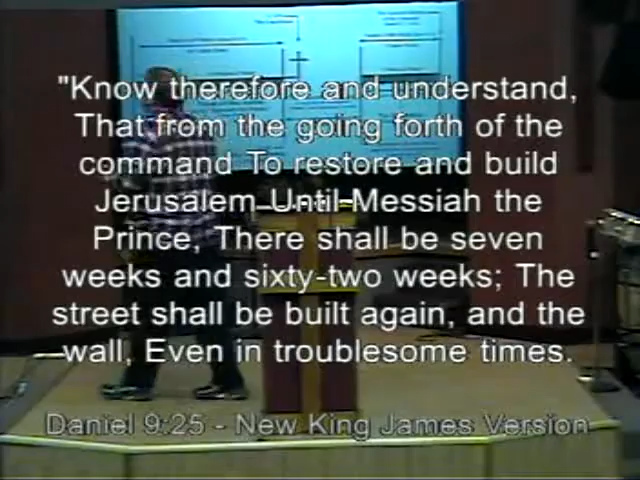 "Know therefore and understand,
That from the going forth of the
command To restore and build
Jerusalem Until Messiah the
Prince, There shall be seven
weeks and sixty-two weeks; The
street shall be built again, and the
wall, Even in troublesome times.
Daniel 9:25 - New King James Version